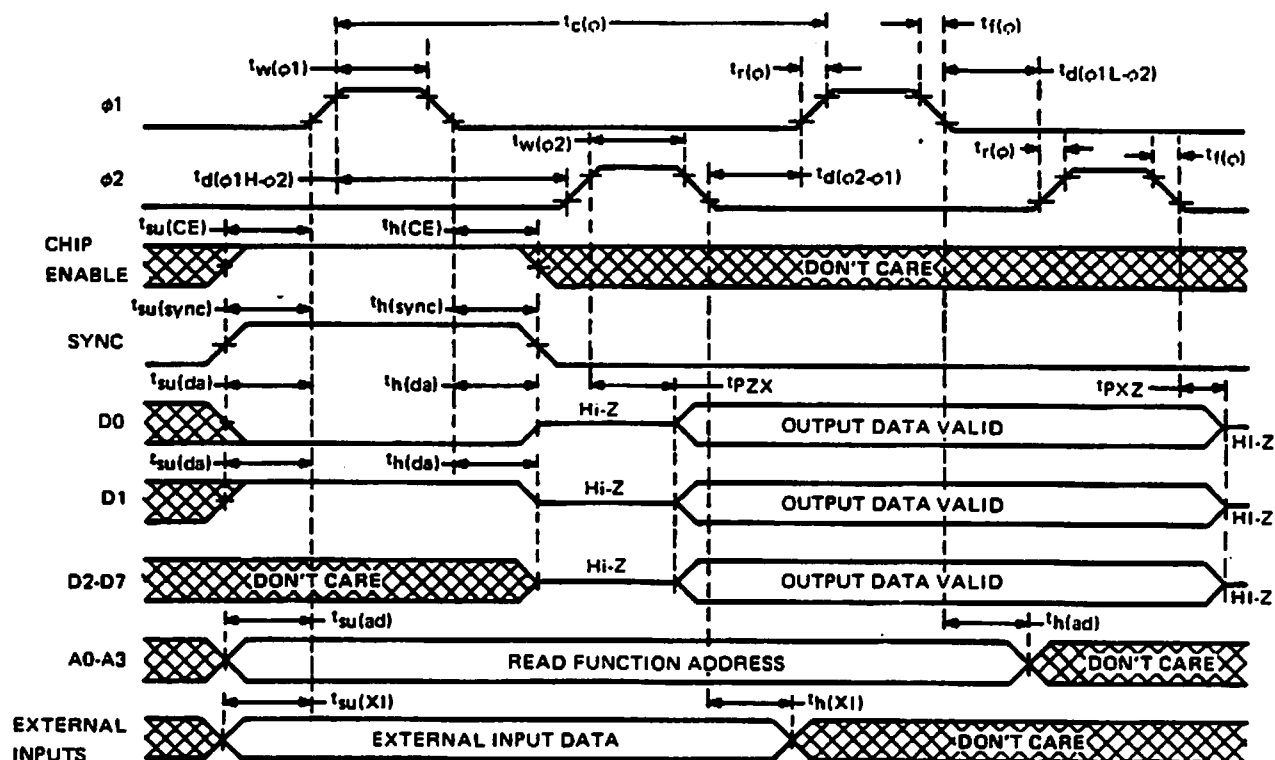 tc(φ)
tf(φ)
tw(φ1)
tr(φ)
td(φ1L-φ2)
φ1
tw(φ2)
tr(φ)
tf(φ)
φ2
td(φ1H-φ2)
td(φ2-φ1)
tsu(CE)
th(CE)
CHIP
ENABLE
DON'T CARE
tsu(sync)
th(sync)
SYNC
tsu(da)
th(da)
tPZX
tPXZ
D0
Hi-Z
OUTPUT DATA VALID
HI-Z
tsu(da)
th(da)
D1
Hi-Z
OUTPUT DATA VALID
HI-Z
D2-D7
DON'T CARE
Hi-Z
OUTPUT DATA VALID
HI-Z
tsu(ad)
th(ad)
A0-A3
READ FUNCTION ADDRESS
DON'T CARE
tsu(XI)
th(XI)
EXTERNAL
INPUTS
EXTERNAL INPUT DATA
DON'T CARE